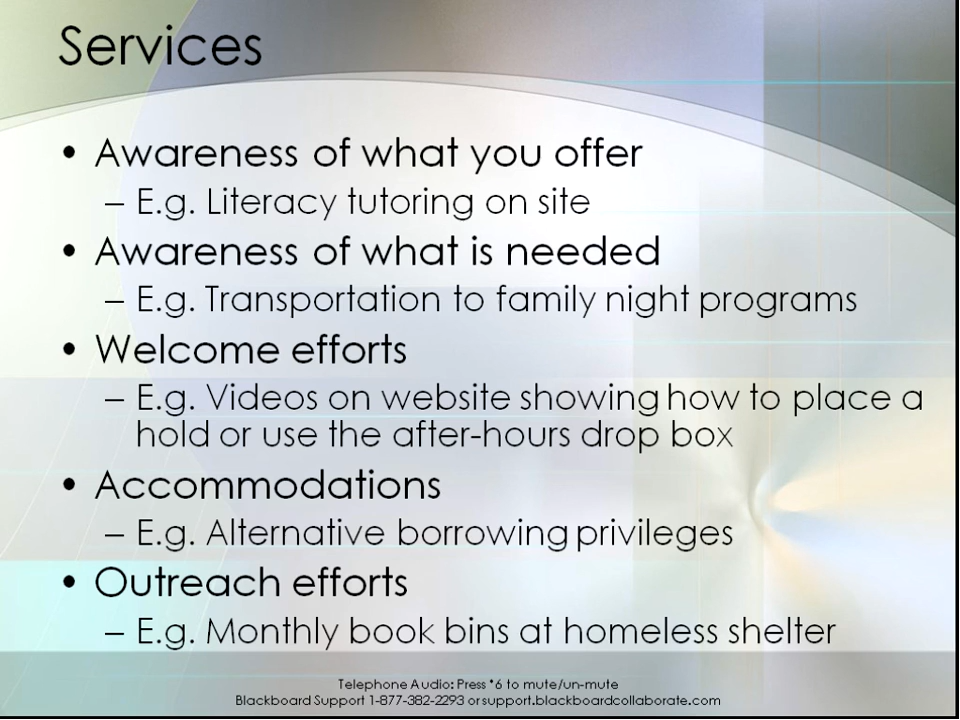 Services
• Awareness of what you offer
– E.g. Literacy tutoring on site
• Awareness of what is needed
– E.g. Transportation to family night programs
• Welcome efforts
– E.g. Videos on website showing how to place a
hold or use the after-hours drop box
• Accommodations
– E.g. Alternative borrowing privileges
• Outreach efforts
– E.g. Monthly book bins at homeless shelter
Telephone Audio: Press *6 to mute/un-mute
Blackboard Support 1-877-382-2293 or support.blackboardcollaborate.com